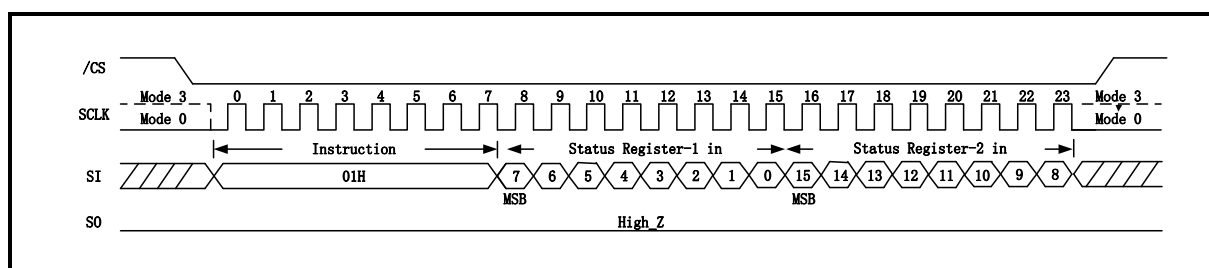 /CS
Mode 3 0 1 2 3 4 5 6 7 8 9 10 11 12 13 14 15 16 17 18 19 20 21 22 23 Mode 3
SCLK
Mode 0 Mode 0
Instruction Status Register-1 in Status Register-2 in
SI 01H 7 6 5 4 3 2 1 0 15 14 13 12 11 10 9 8
MSB MSB
SO High_Z